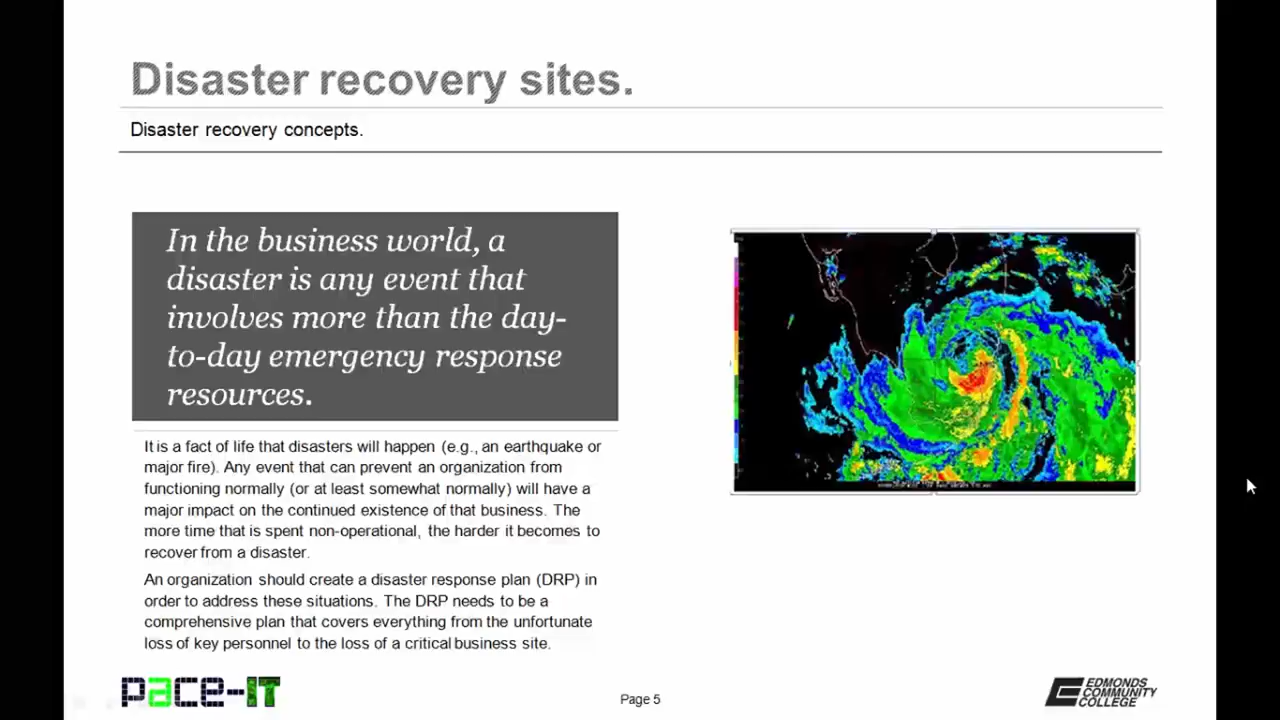 Disaster recovery sites.
Disaster recovery concepts.
In the business world, a
disaster is any event that
involves more than the day-
to-day emergency response
resources.
It is a fact of life that disasters will happen (e.g., an earthquake or
major fire). Any event that can prevent an organization from
functioning normally (or at least somewhat normally) will have a
major impact on the continued existence of that business. The
more time that is spent non-operational, the harder it becomes to
recover from a disaster.
An organization should create a disaster response plan (DRP) in
order to address these situations. The DRP needs to be a
comprehensive plan that covers everything from the unfortunate
loss of key personnel to the loss of a critical business site.
pace-IT
Page 5
EDMONDS
COMMUNITY
COLLEGE